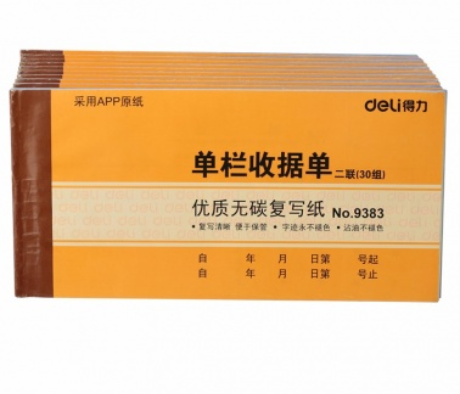 采用APP原纸
deli得力
单栏收据单 二联(30组)
优质无碳复写纸 No.9383
• 复写清晰 便于保管 • 字迹永不褪色 • 沾油不褪色
自 年 月 日第 号起
自 年 月 日第 号止